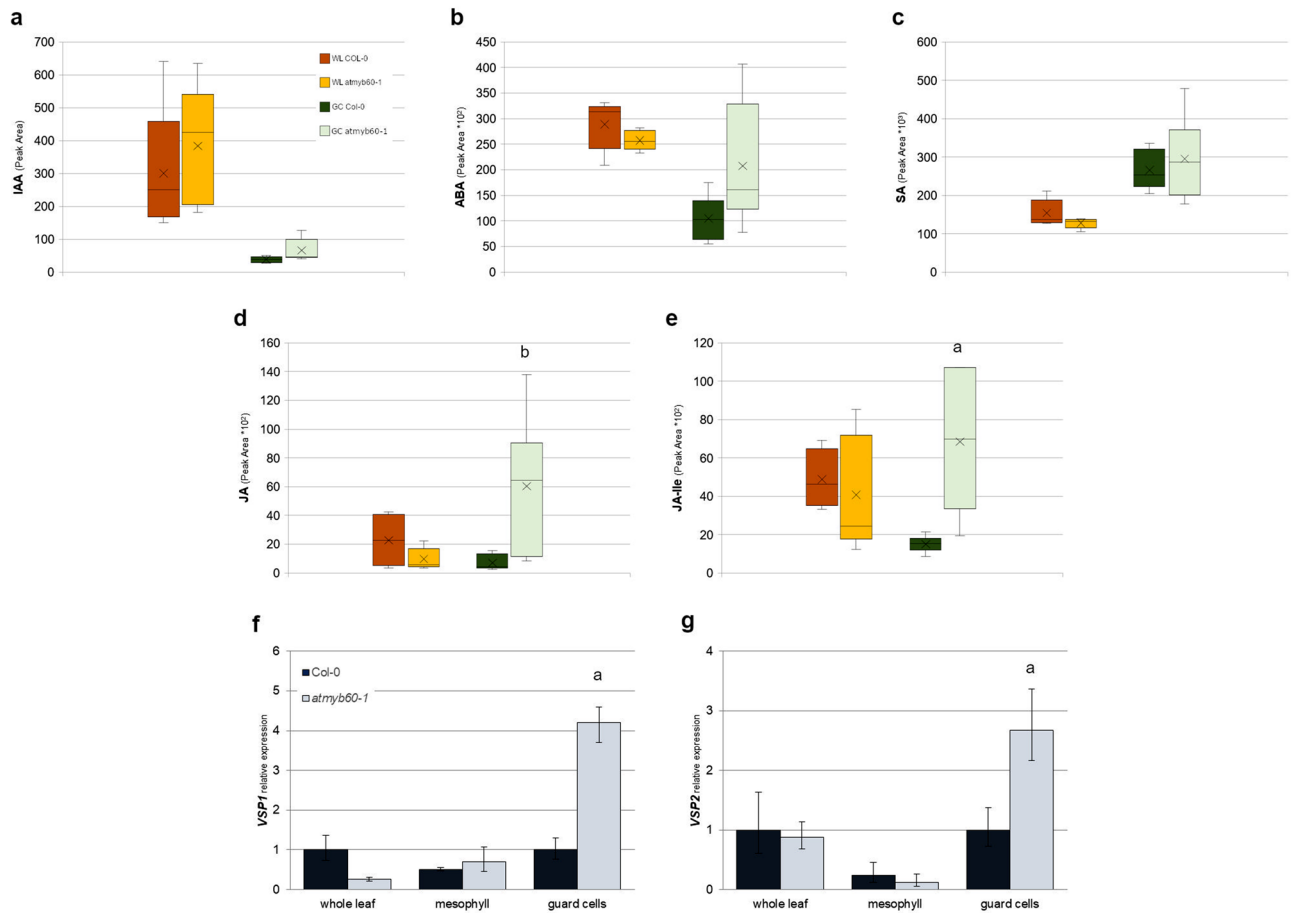 a
IAA (Peak Area)
700
600
500
400
300
200
100
0
WL COL-0
WL atmyb60-1
GC Col-0
GC atmyb60-1
b
ABA (Peak Area *10²)
450
400
350
300
250
200
150
100
50
0
c
SA (Peak Area *10³)
600
500
400
300
200
100
0
d
JA (Peak Area *10²)
160
140
120
100
80
60
40
20
0
b
e
JA-Ile (Peak Area *10²)
120
100
80
60
40
20
0
a
f
VSP1 relative expression
6
5
4
3
2
1
0
Col-0
atmyb60-1
a
whole leaf
mesophyll
guard cells
g
VSP2 relative expression
4
3
2
1
0
a
whole leaf
mesophyll
guard cells